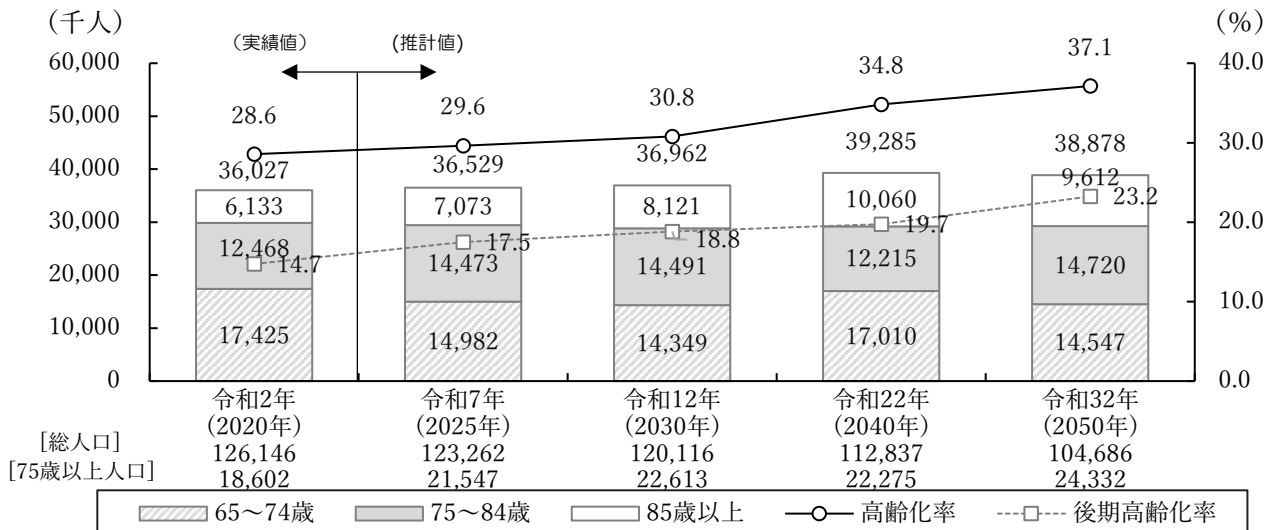 (千人) (%)
(実績値) (推計値)
60,000 40.0
50,000
40,000 30.0
30,000
20,000 20.0
10,000 10.0
0 0.0
28.6 29.6 30.8 34.8 37.1
36,027 36,529 36,962 39,285 38,878
6,133 7,073 8,121 10,060 9,612
12,468 14,473 14,491 12,215 14,720
17,425 14,982 14,349 17,010 14,547
14.7 17.5 18.8 19.7 23.2
令和2年 令和7年 令和12年 令和22年 令和32年
(2020年) (2025年) (2030年) (2040年) (2050年)
[総人口] 126,146 123,262 120,116 112,837 104,686
[75歳以上人口] 18,602 21,547 22,613 22,275 24,332
65～74歳 75～84歳 85歳以上 高齢化率 後期高齢化率